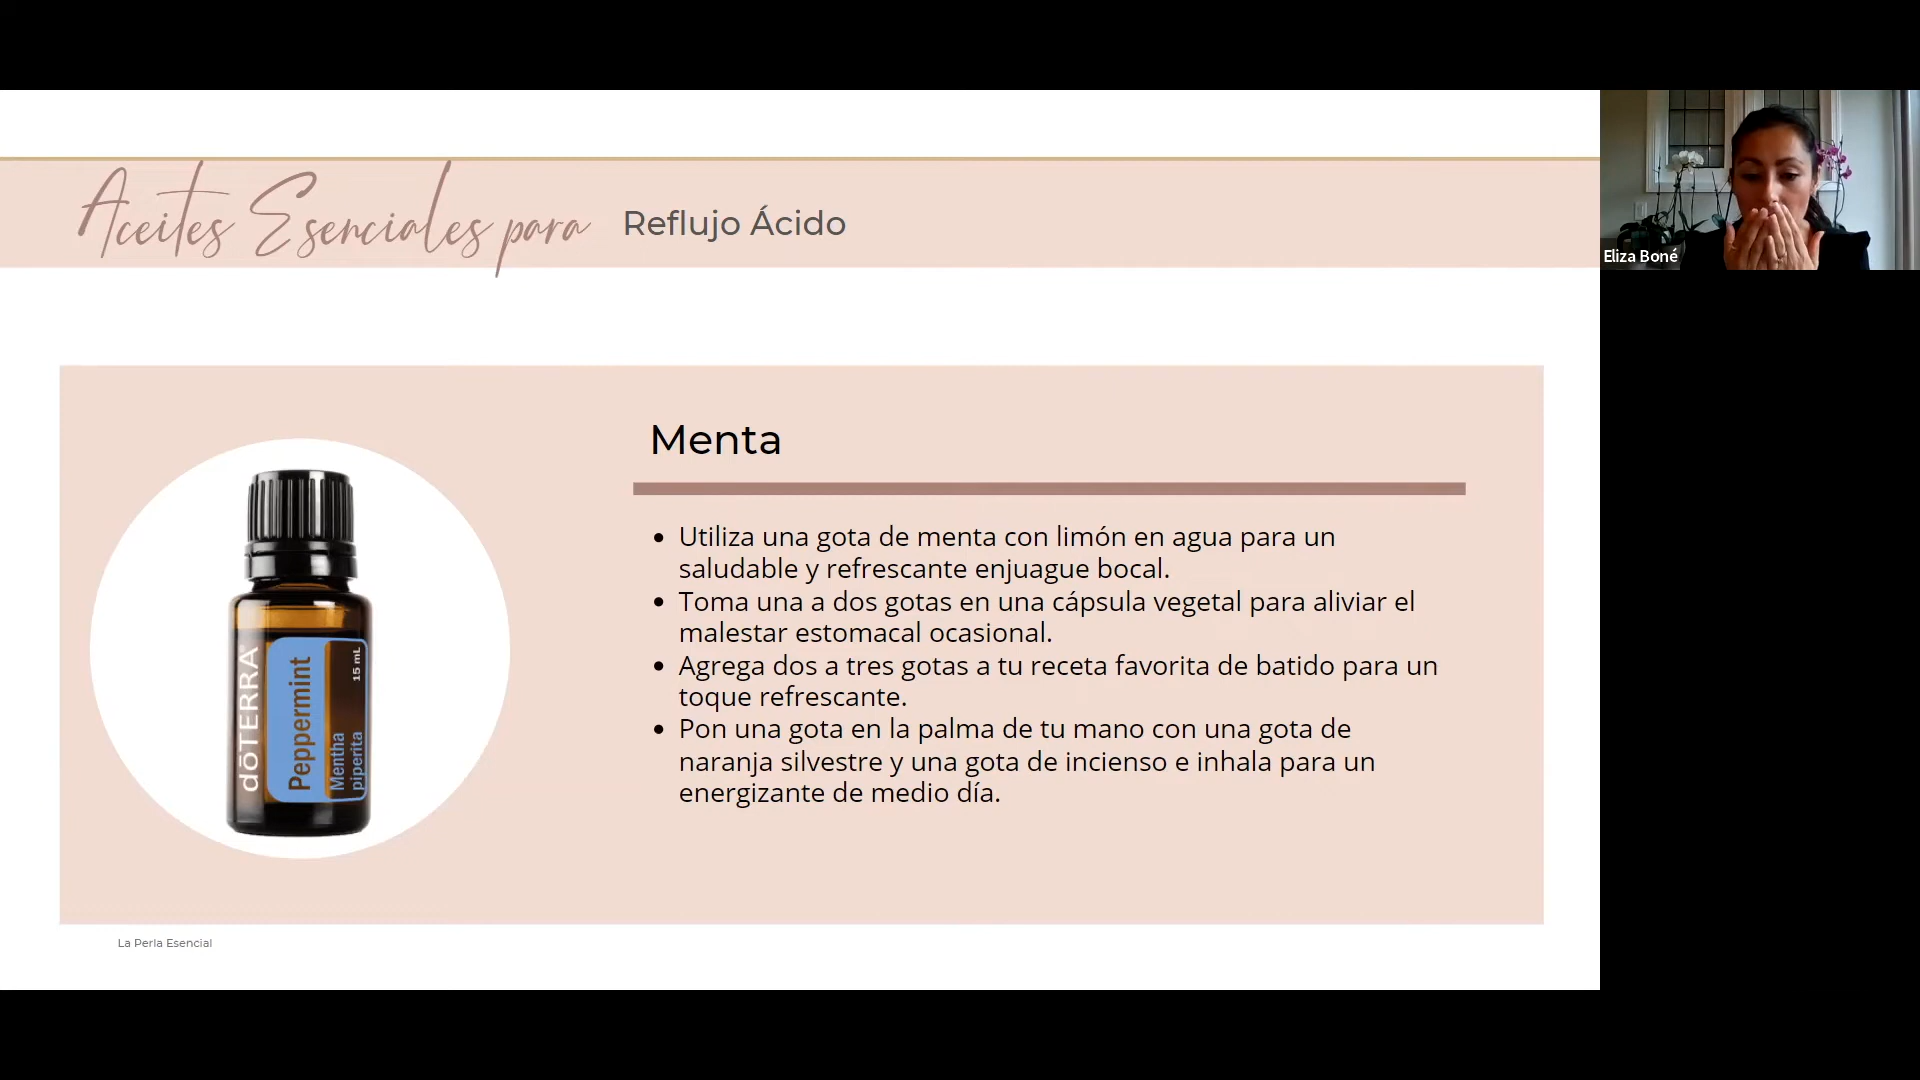 Aceites Esenciales para Reflujo Ácido
Eliza Boné
Menta
Utiliza una gota de menta con limón en agua para un
saludable y refrescante enjuague bocal.
Toma una a dos gotas en una cápsula vegetal para aliviar el
malestar estomacal ocasional.
Agrega dos a tres gotas a tu receta favorita de batido para un
toque refrescante.
Pon una gota en la palma de tu mano con una gota de
naranja silvestre y una gota de incienso e inhala para un
energizante de medio día.
dōTERRA
Peppermint
Mentha
piperita
15 mL
La Perla Esencial